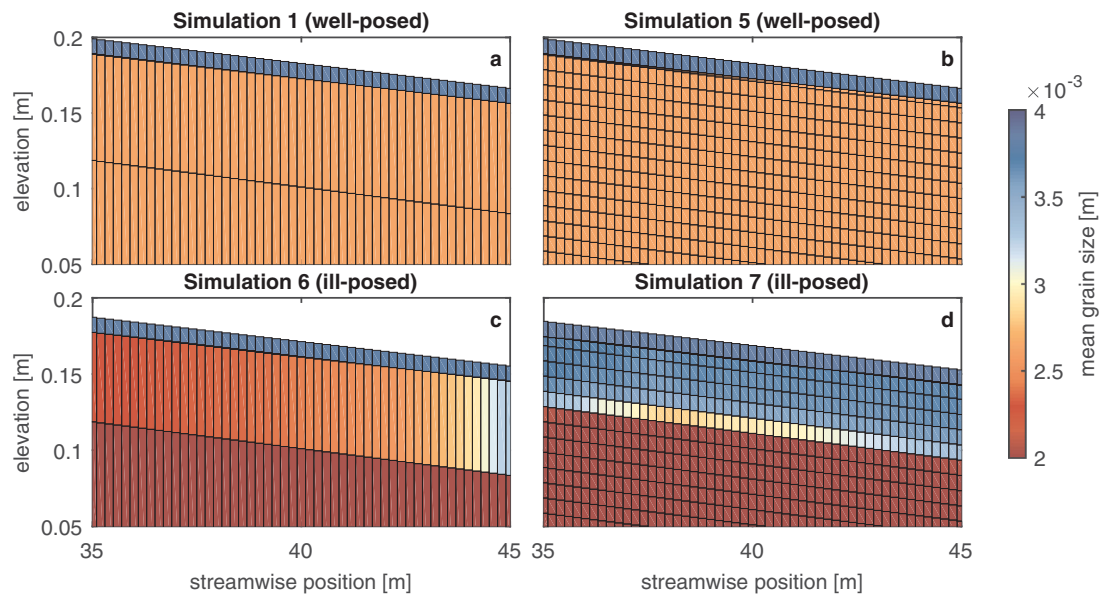 Simulation 1 (well-posed)
Simulation 5 (well-posed)
0.2
0.15
0.1
0.05
elevation [m]
a
b
Simulation 6 (ill-posed)
Simulation 7 (ill-posed)
0.2
0.15
0.1
0.05
elevation [m]
c
d
35
40
45
35
40
45
streamwise position [m]
streamwise position [m]
× 10⁻³
4
3.5
3
2.5
2
mean grain size [m]